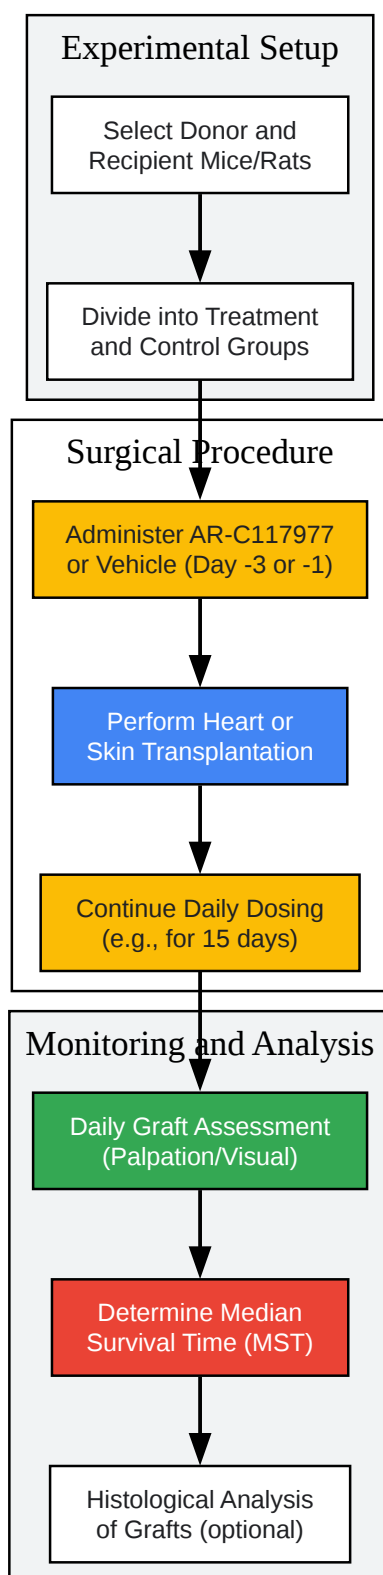 Experimental Setup
Select Donor and
Recipient Mice/Rats
Divide into Treatment
and Control Groups
Surgical Procedure
Administer AR-C117977
or Vehicle (Day -3 or -1)
Perform Heart or
Skin Transplantation
Continue Daily Dosing
(e.g., for 15 days)
Monitoring and Analysis
Daily Graft Assessment
(Palpation/Visual)
Determine Median
Survival Time (MST)
Histological Analysis
of Grafts (optional)